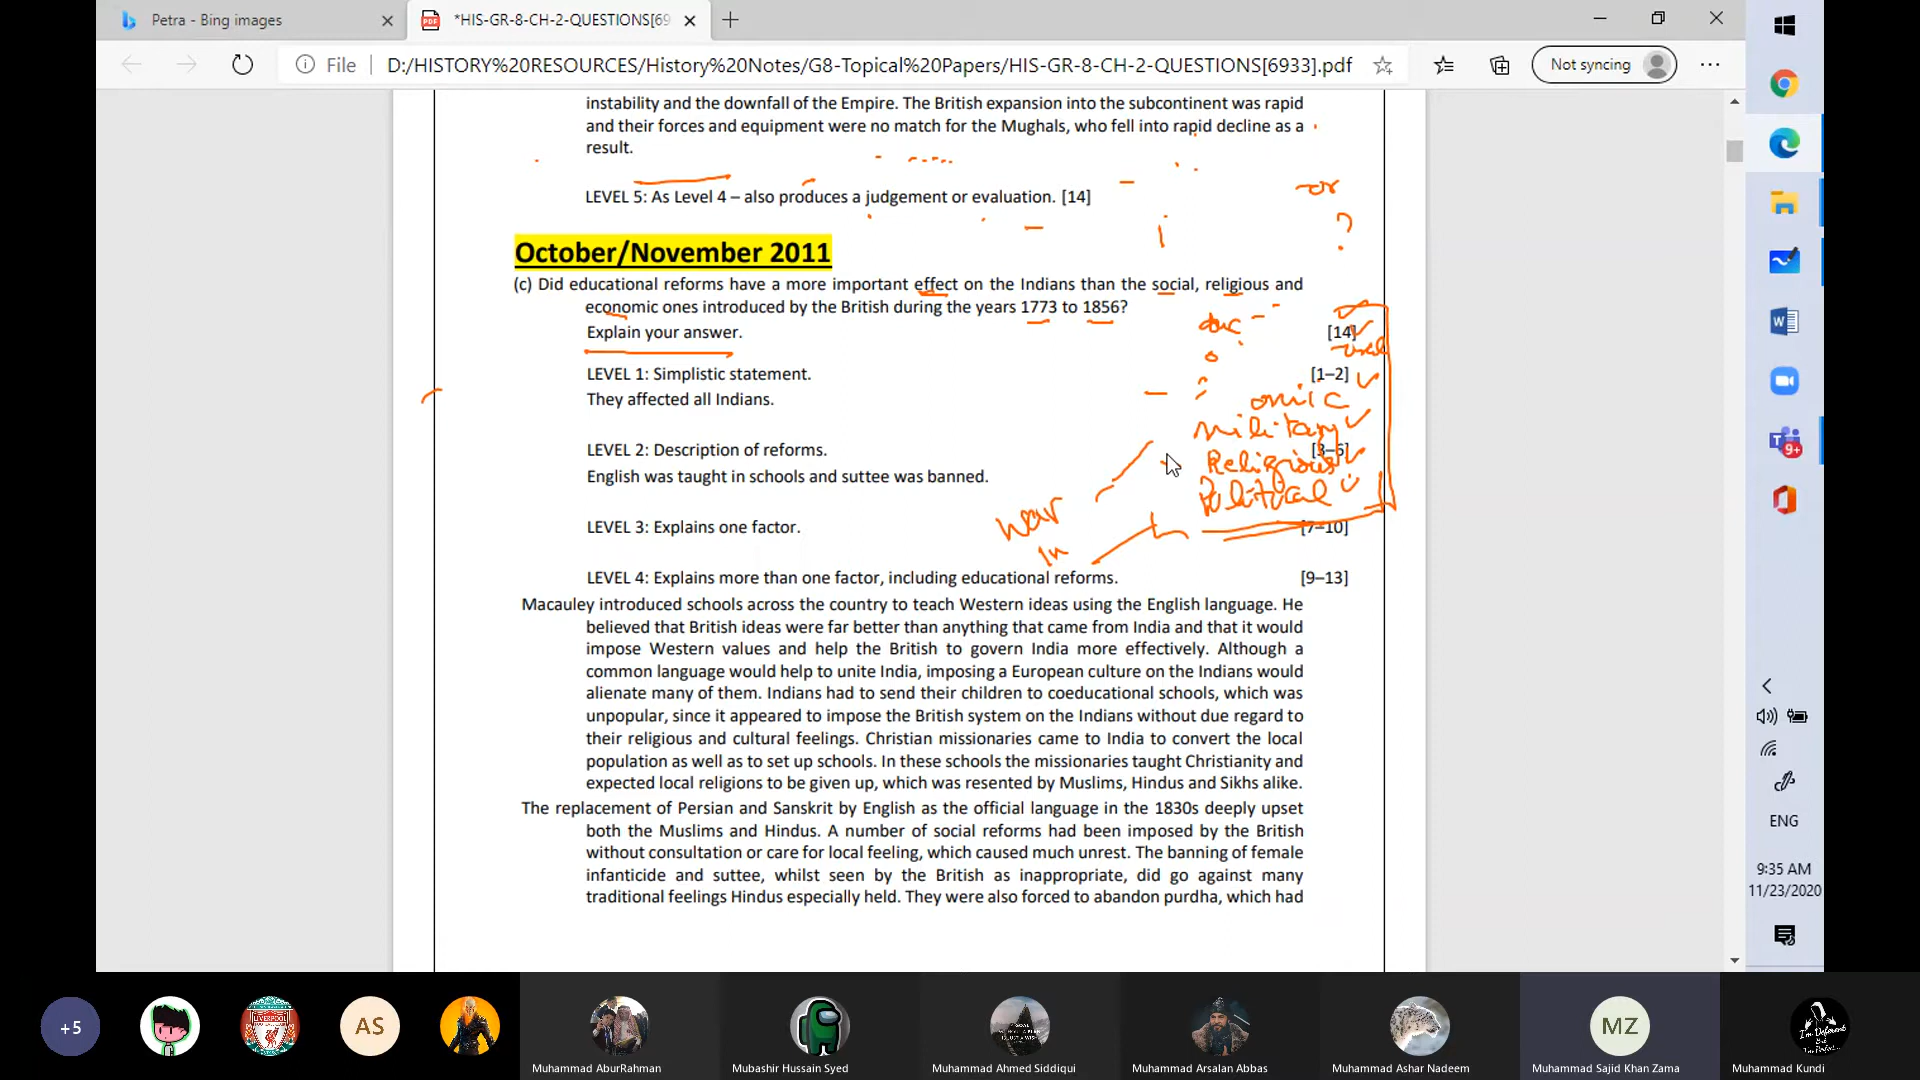 Petra - Bing images
*HIS-GR-8-CH-2-QUESTIONS[69
File
D:/HISTORY%20RESOURCES/History%20Notes/G8-Topical%20Papers/HIS-GR-8-CH-2-QUESTIONS[6933].pdf
Not syncing
instability and the downfall of the Empire. The British expansion into the subcontinent was rapid
and their forces and equipment were no match for the Mughals, who fell into rapid decline as a
result.
LEVEL 5: As Level 4 – also produces a judgement or evaluation. [14]
or
?
October/November 2011
(c) Did educational reforms have a more important effect on the Indians than the social, religious and
economic ones introduced by the British during the years 1773 to 1856?
Explain your answer. [14]
LEVEL 1: Simplistic statement. [1–2]
They affected all Indians.
omic
military
LEVEL 2: Description of reforms. [3–6]
Religious
English was taught in schools and suttee was banned.
Political
war
LEVEL 3: Explains one factor. [7–10]
in
LEVEL 4: Explains more than one factor, including educational reforms. [9–13]
Macauley introduced schools across the country to teach Western ideas using the English language. He
believed that British ideas were far better than anything that came from India and that it would
impose Western values and help the British to govern India more effectively. Although a
common language would help to unite India, imposing a European culture on the Indians would
alienate many of them. Indians had to send their children to coeducational schools, which was
unpopular, since it appeared to impose the British system on the Indians without due regard to
their religious and cultural feelings. Christian missionaries came to India to convert the local
population as well as to set up schools. In these schools the missionaries taught Christianity and
expected local religions to be given up, which was resented by Muslims, Hindus and Sikhs alike.
The replacement of Persian and Sanskrit by English as the official language in the 1830s deeply upset
both the Muslims and Hindus. A number of social reforms had been imposed by the British
without consultation or care for local feeling, which caused much unrest. The banning of female
infanticide and suttee, whilst seen by the British as inappropriate, did go against many
traditional feelings Hindus especially held. They were also forced to abandon purdha, which had
9+
ENG
9:35 AM
11/23/2020
+5
LIVERPOOL
AS
MZ
Muhammad AburRahman
Mubashir Hussain Syed
Muhammad Ahmed Siddiqui
Muhammad Arsalan Abbas
Muhammad Ashar Nadeem
Muhammad Sajid Khan Zama
Muhammad Kundi